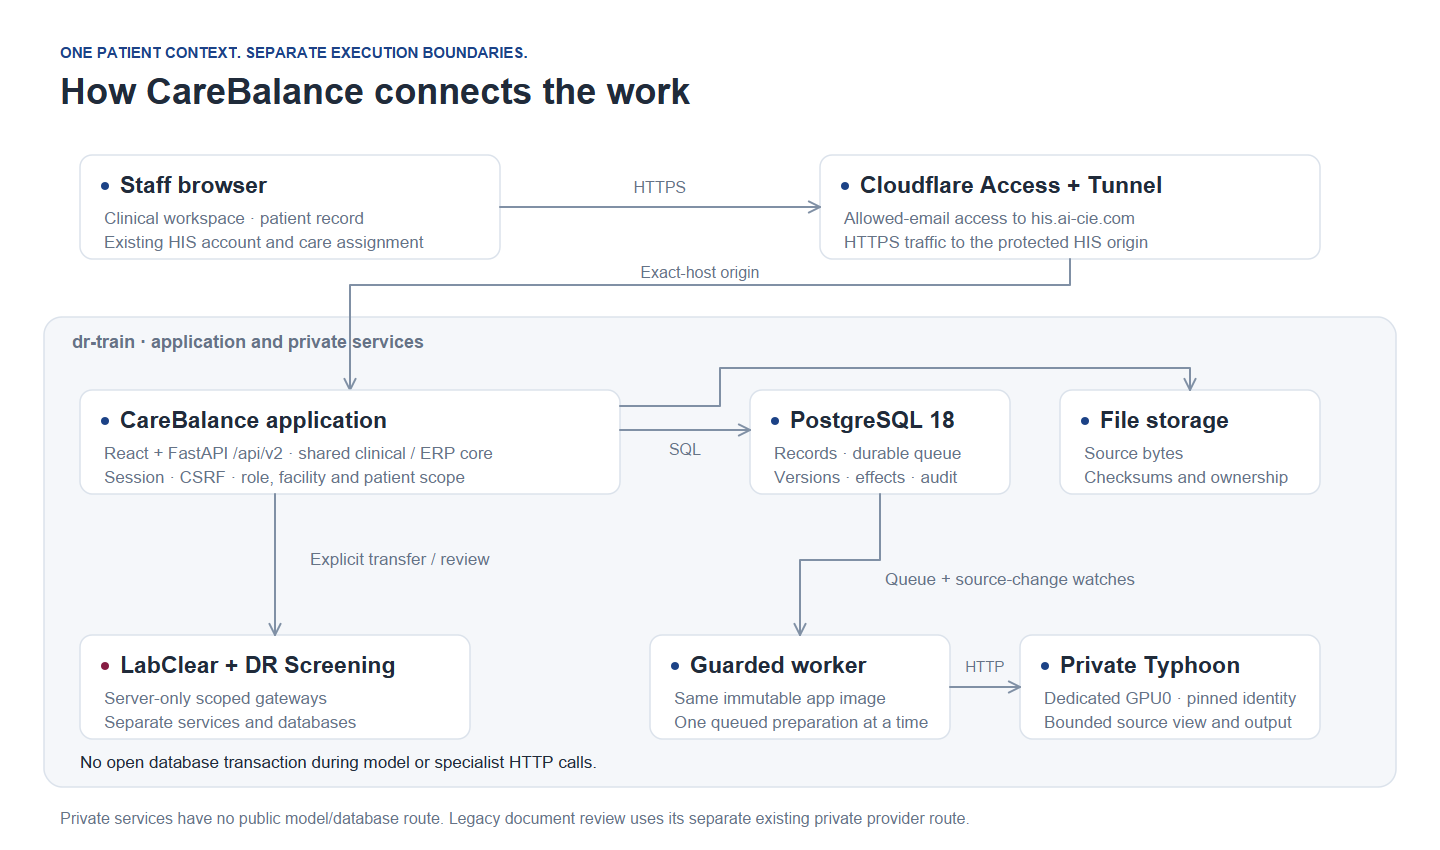 ONE PATIENT CONTEXT. SEPARATE EXECUTION BOUNDARIES.
How CareBalance connects the work
Staff browser
Clinical workspace · patient record
Existing HIS account and care assignment
HTTPS
Cloudflare Access + Tunnel
Allowed-email access to his.ai-cie.com
HTTPS traffic to the protected HIS origin
Exact-host origin
dr-train · application and private services
CareBalance application
React + FastAPI /api/v2 · shared clinical / ERP core
Session · CSRF · role, facility and patient scope
SQL
PostgreSQL 18
Records · durable queue
Versions · effects · audit
File storage
Source bytes
Checksums and ownership
Explicit transfer / review
Queue + source-change watches
LabClear + DR Screening
Server-only scoped gateways
Separate services and databases
Guarded worker
Same immutable app image
One queued preparation at a time
HTTP
Private Typhoon
Dedicated GPU0 · pinned identity
Bounded source view and output
No open database transaction during model or specialist HTTP calls.
Private services have no public model/database route. Legacy document review uses its separate existing private provider route.